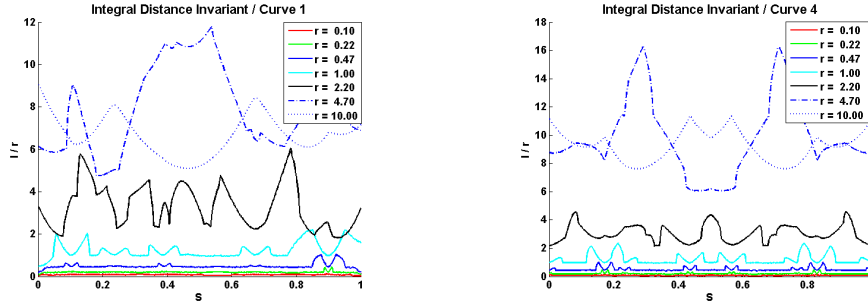 Integral Distance Invariant / Curve 1
12
10
8
6
4
2
0
I / r
0
0.2
0.4
0.6
0.8
1
s
r = 0.10
r = 0.22
r = 0.47
r = 1.00
r = 2.20
r = 4.70
r = 10.00
Integral Distance Invariant / Curve 4
18
16
14
12
10
8
6
4
2
0
I / r
0
0.2
0.4
0.6
0.8
s
r = 0.10
r = 0.22
r = 0.47
r = 1.00
r = 2.20
r = 4.70
r = 10.00